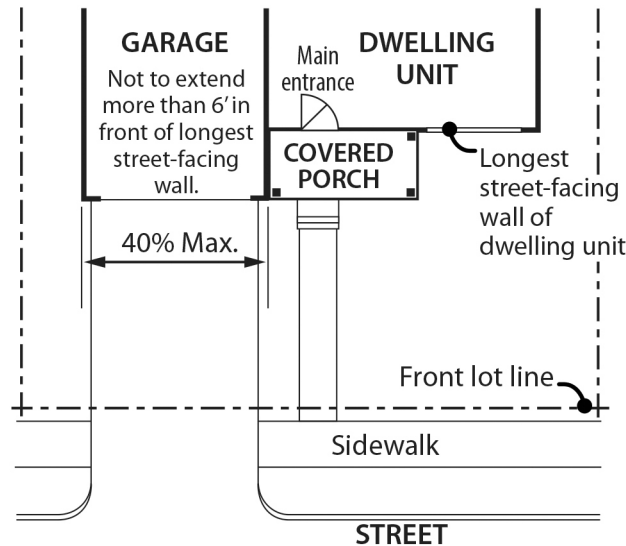 GARAGE
Not to extend
more than 6' in
front of longest
street-facing
wall.
Main
entrance
DWELLING
UNIT
COVERED
PORCH
Longest
street-facing
wall of
dwelling unit
40% Max.
Front lot line
Sidewalk
STREET